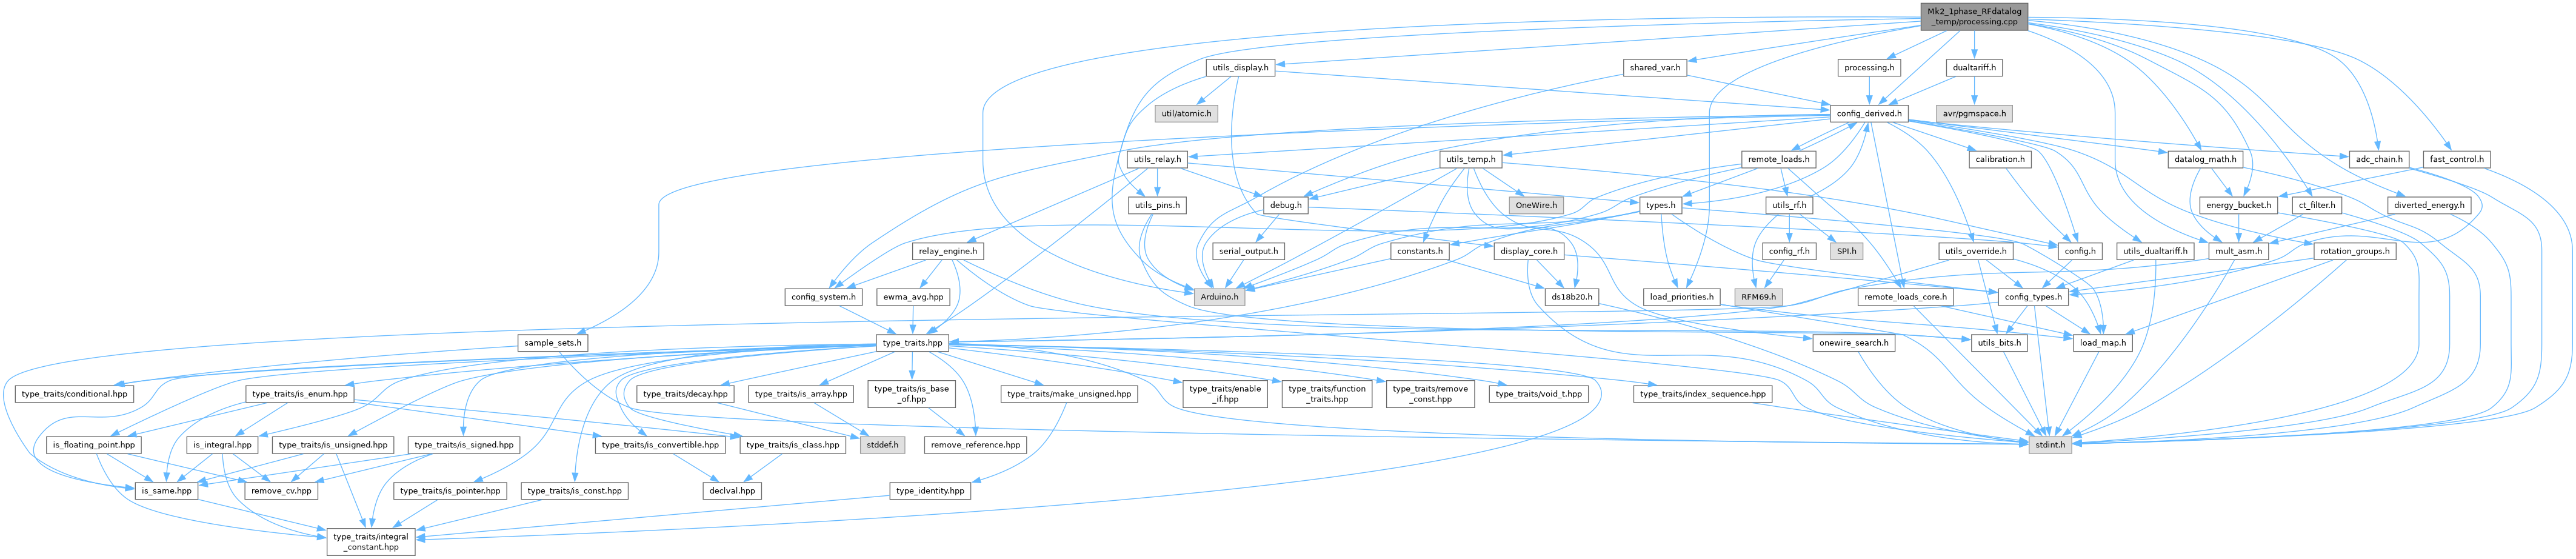 Mk2_1phase_RFdatalog
_temp/processing.cpp
utils_display.h
shared_var.h
processing.h
dualtariff.h
util/atomic.h
config_derived.h
avr/pgmspace.h
utils_relay.h
utils_temp.h
remote_loads.h
calibration.h
datalog_math.h
adc_chain.h
fast_control.h
utils_pins.h
debug.h
OneWire.h
types.h
utils_rf.h
energy_bucket.h
ct_filter.h
diverted_energy.h
relay_engine.h
serial_output.h
constants.h
display_core.h
config_rf.h
SPI.h
utils_override.h
config.h
utils_dualtariff.h
mult_asm.h
rotation_groups.h
config_system.h
ewma_avg.hpp
Arduino.h
ds18b20.h
load_priorities.h
RFM69.h
remote_loads_core.h
config_types.h
sample_sets.h
type_traits.hpp
onewire_search.h
utils_bits.h
load_map.h
type_traits/conditional.hpp
type_traits/is_enum.hpp
type_traits/decay.hpp
type_traits/is_array.hpp
type_traits/is_base
_of.hpp
type_traits/make_unsigned.hpp
type_traits/enable
_if.hpp
type_traits/function
_traits.hpp
type_traits/remove
_const.hpp
type_traits/void_t.hpp
type_traits/index_sequence.hpp
is_floating_point.hpp
is_integral.hpp
type_traits/is_unsigned.hpp
type_traits/is_signed.hpp
type_traits/is_convertible.hpp
type_traits/is_class.hpp
stddef.h
remove_reference.hpp
stdint.h
is_same.hpp
remove_cv.hpp
type_traits/is_pointer.hpp
type_traits/is_const.hpp
declval.hpp
type_identity.hpp
type_traits/integral
_constant.hpp